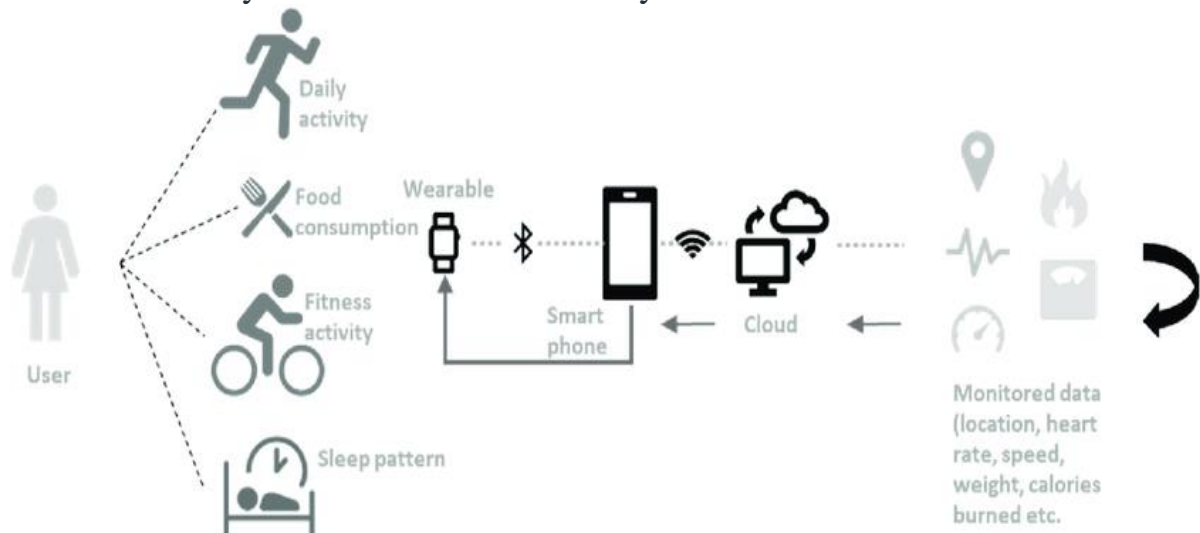 Daily
activity
Food
consumption
Wearable
Fitness
activity
Smart
phone
Cloud
User
Sleep pattern
Monitored data
(location, heart
rate, speed,
weight, calories
burned etc.